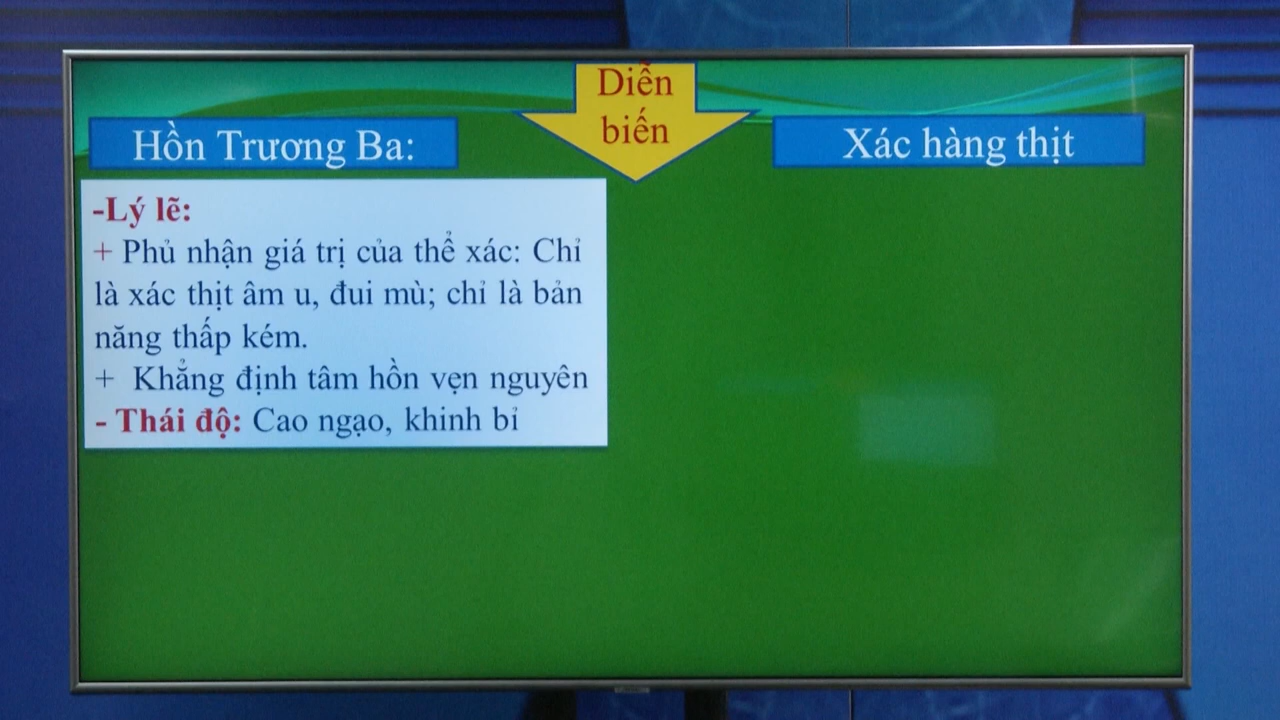 Diễn
biến
Hồn Trương Ba:
Xác hàng thịt
-Lý lẽ:
+ Phủ nhận giá trị của thể xác: Chỉ
là xác thịt âm u, đui mù; chỉ là bản
năng thấp kém.
+ Khẳng định tâm hồn vẹn nguyên
- Thái độ: Cao ngạo, khinh bỉ